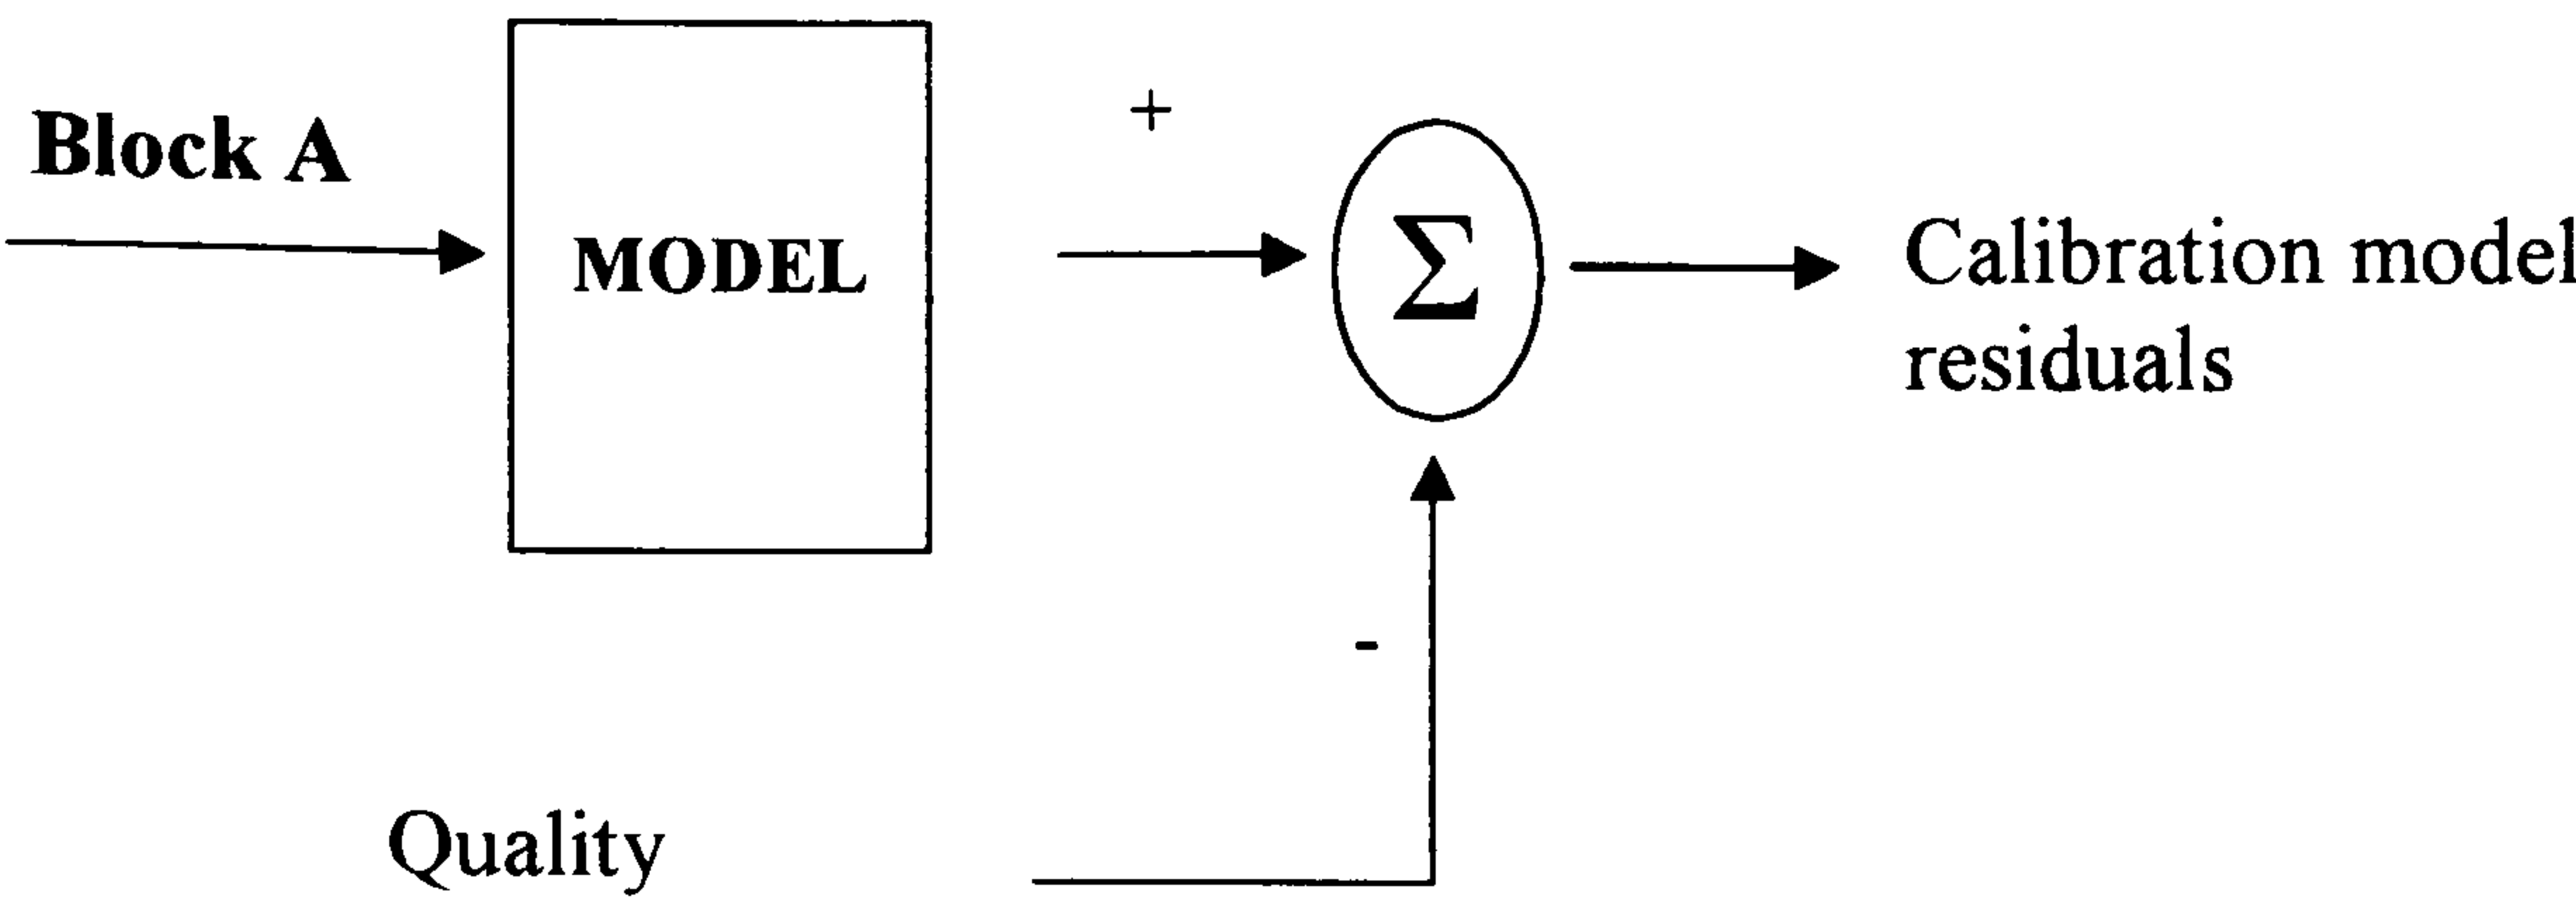 Block A
MODEL
+
Σ
Calibration model
residuals
-
Quality